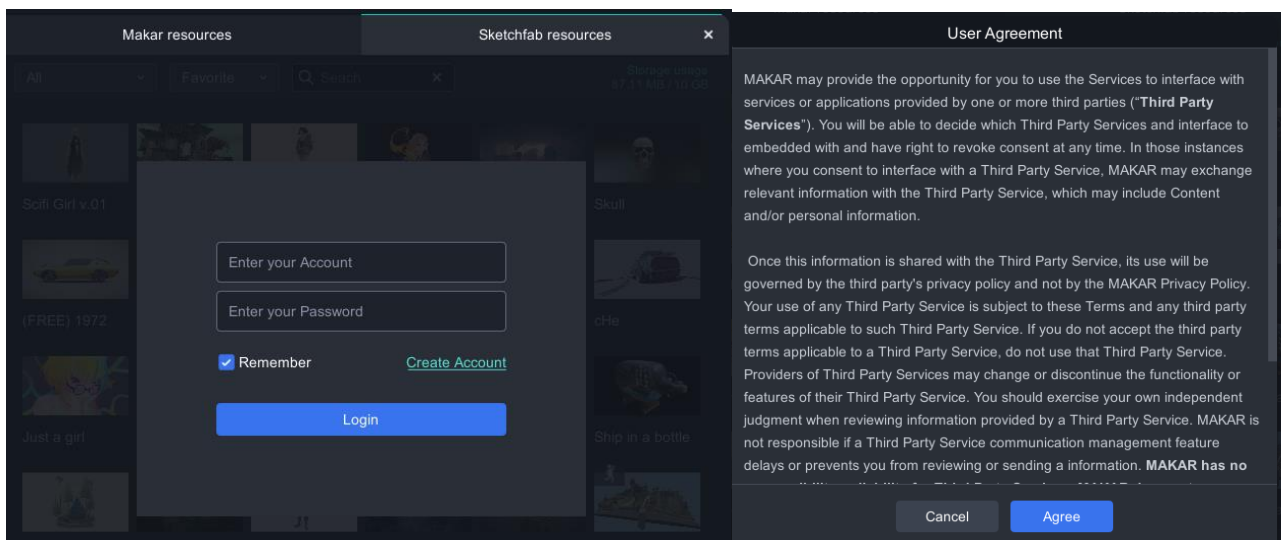 Makar resources
Sketchfab resources
×
All
Favorite
Seach
×
Storage usage
Scifi Girl v.01
Skull
Enter your Account
Enter your Password
(FREE) 1972
cHe
Remember
Create Account
Login
Just a girl
Ship in a bottle
User Agreement
MAKAR may provide the opportunity for you to use the Services to interface with
services or applications provided by one or more third parties (“Third Party
Services”). You will be able to decide which Third Party Services and interface to
embedded with and have right to revoke consent at any time. In those instances
where you consent to interface with a Third Party Service, MAKAR may exchange
relevant information with the Third Party Service, which may include Content
and/or personal information.
Once this information is shared with the Third Party Service, its use will be
governed by the third party's privacy policy and not by the MAKAR Privacy Policy.
Your use of any Third Party Service is subject to these Terms and any third party
terms applicable to such Third Party Service. If you do not accept the third party
terms applicable to a Third Party Service, do not use that Third Party Service.
Providers of Third Party Services may change or discontinue the functionality or
features of their Third Party Service. You should exercise your own independent
judgment when reviewing information provided by a Third Party Service. MAKAR is
not responsible if a Third Party Service communication management feature
delays or prevents you from reviewing or sending a information. MAKAR has no
Cancel
Agree